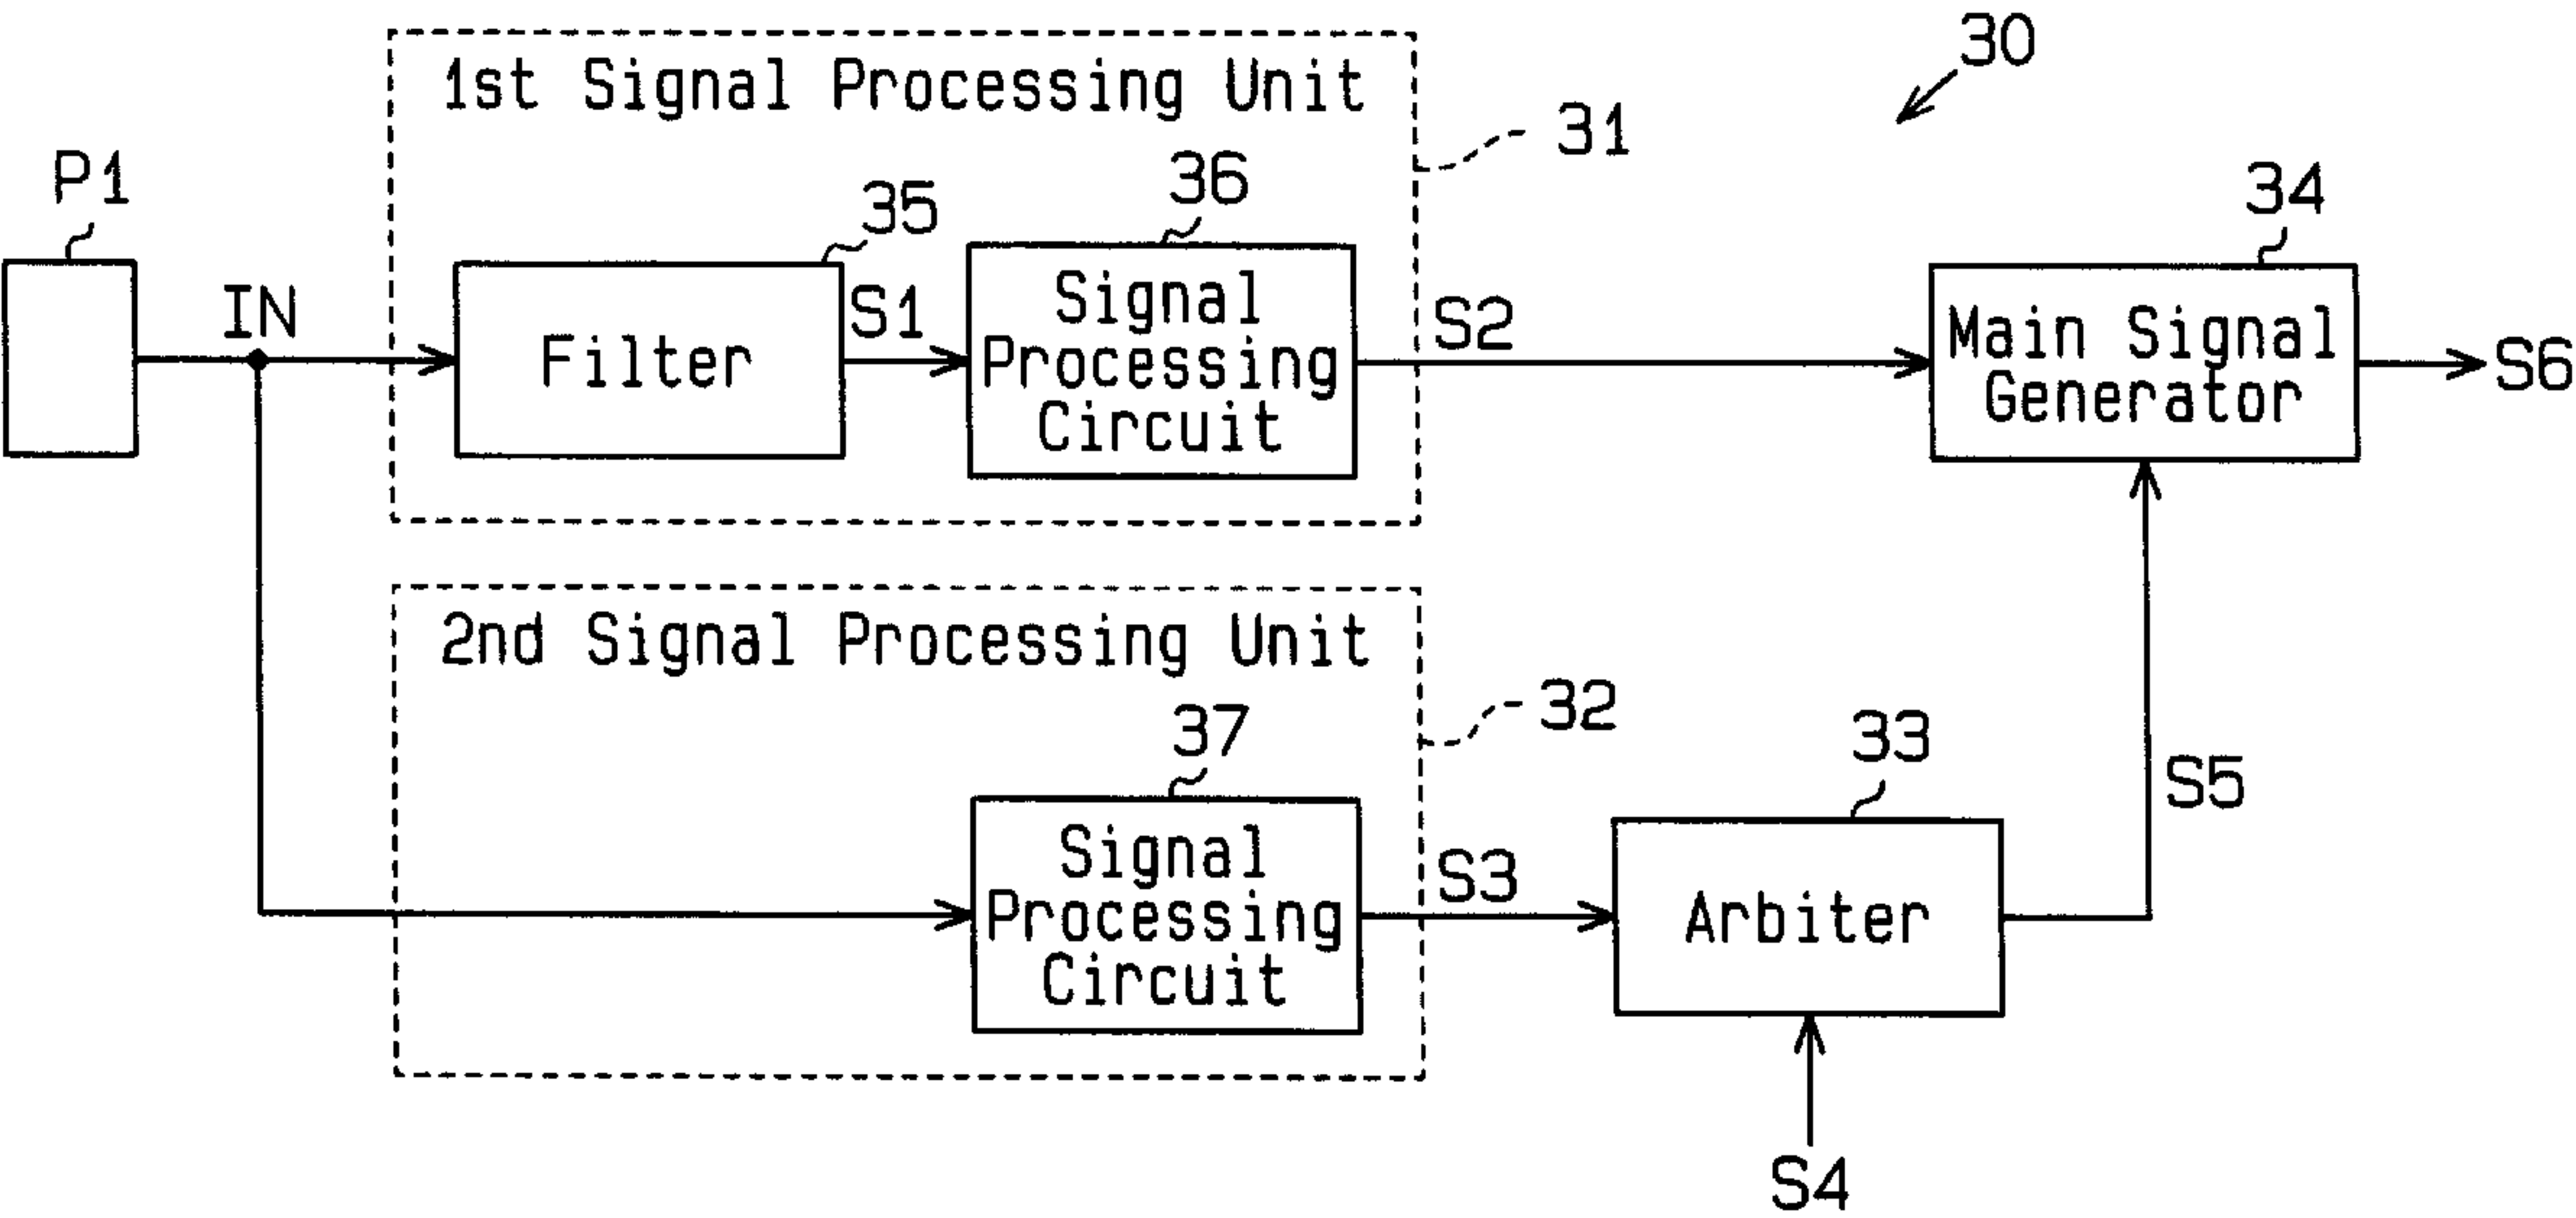 30
1st Signal Processing Unit
31
P1
35
36
34
IN
Filter
S1
Signal
Processing
Circuit
S2
Main Signal
Generator
S6
2nd Signal Processing Unit
32
37
33
S5
Signal
Processing
Circuit
S3
Arbiter
S4